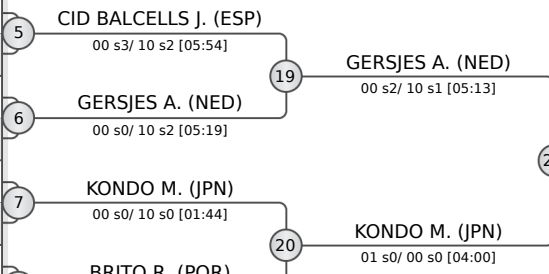 CID BALCELLS J. (ESP)
5
00 s3/ 10 s2 [05:54]
GERSJES A. (NED)
19
00 s2/ 10 s1 [05:13]
GERSJES A. (NED)
6
00 s0/ 10 s2 [05:19]
KONDO M. (JPN)
7
00 s0/ 10 s0 [01:44]
KONDO M. (JPN)
20
01 s0/ 00 s0 [04:00]
BRITO R. (POR)